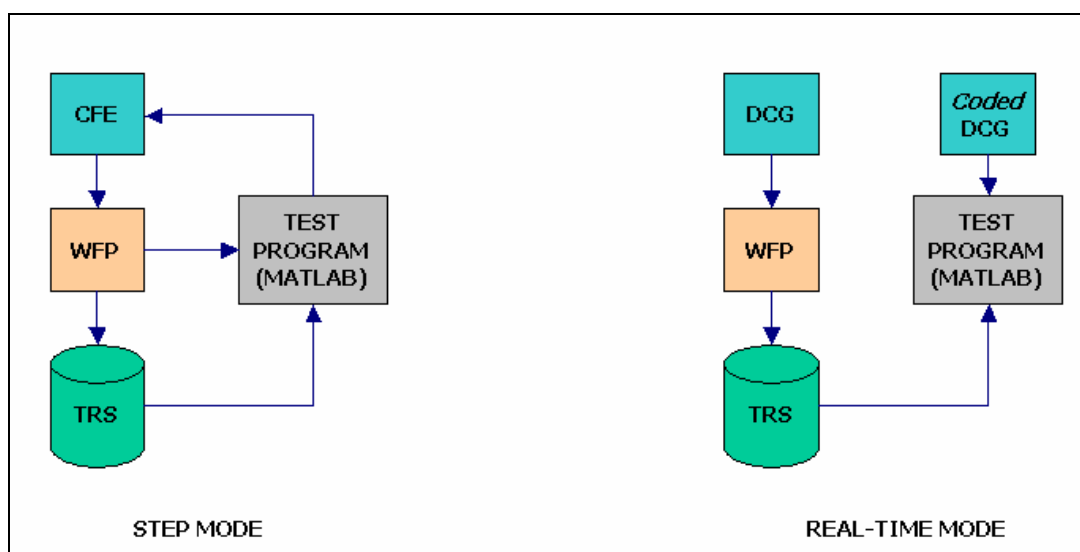 CFE
WFP
TEST
PROGRAM
(MATLAB)
TRS
STEP MODE
DCG
Coded
DCG
WFP
TEST
PROGRAM
(MATLAB)
TRS
REAL-TIME MODE